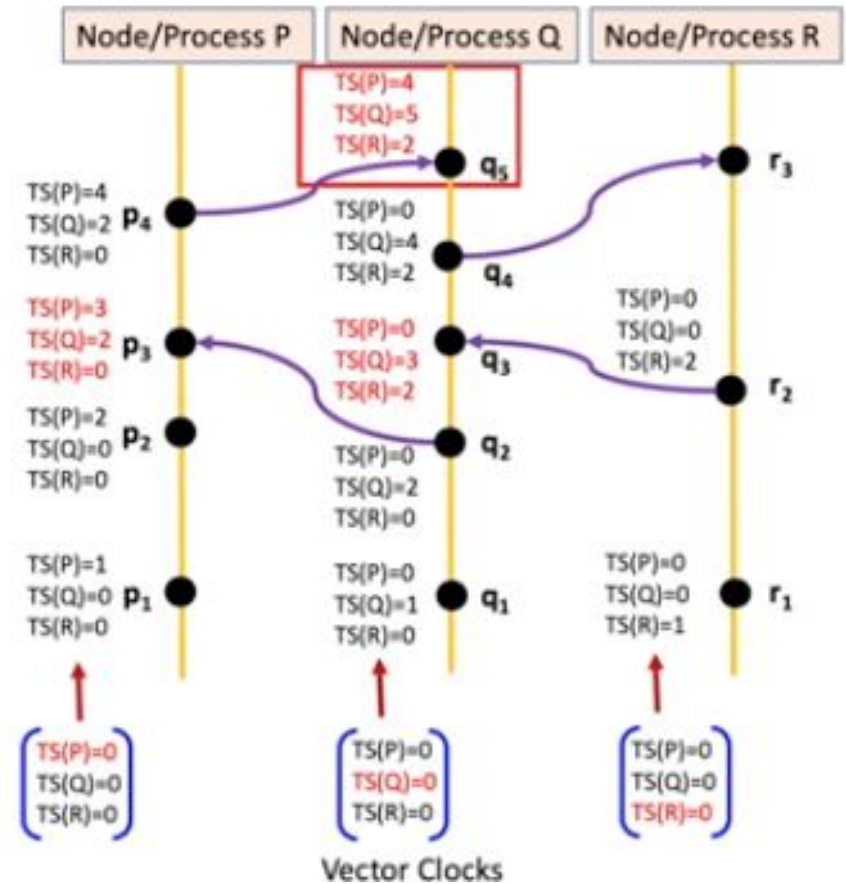 Node/Process P
Node/Process Q
Node/Process R
TS(P)=4
TS(Q)=5
TS(R)=2
q5
r3
TS(P)=4
TS(Q)=2
TS(R)=0
p4
TS(P)=0
TS(Q)=4
TS(R)=2
q4
TS(P)=3
TS(Q)=2
TS(R)=0
p3
TS(P)=0
TS(Q)=3
TS(R)=2
q3
TS(P)=0
TS(Q)=0
TS(R)=2
r2
TS(P)=2
TS(Q)=0
TS(R)=0
p2
q2
TS(P)=0
TS(Q)=2
TS(R)=0
TS(P)=1
TS(Q)=0
TS(R)=0
p1
TS(P)=0
TS(Q)=1
TS(R)=0
q1
TS(P)=0
TS(Q)=0
TS(R)=1
r1
TS(P)=0
TS(Q)=0
TS(R)=0
TS(P)=0
TS(Q)=0
TS(R)=0
TS(P)=0
TS(Q)=0
TS(R)=0
Vector Clocks